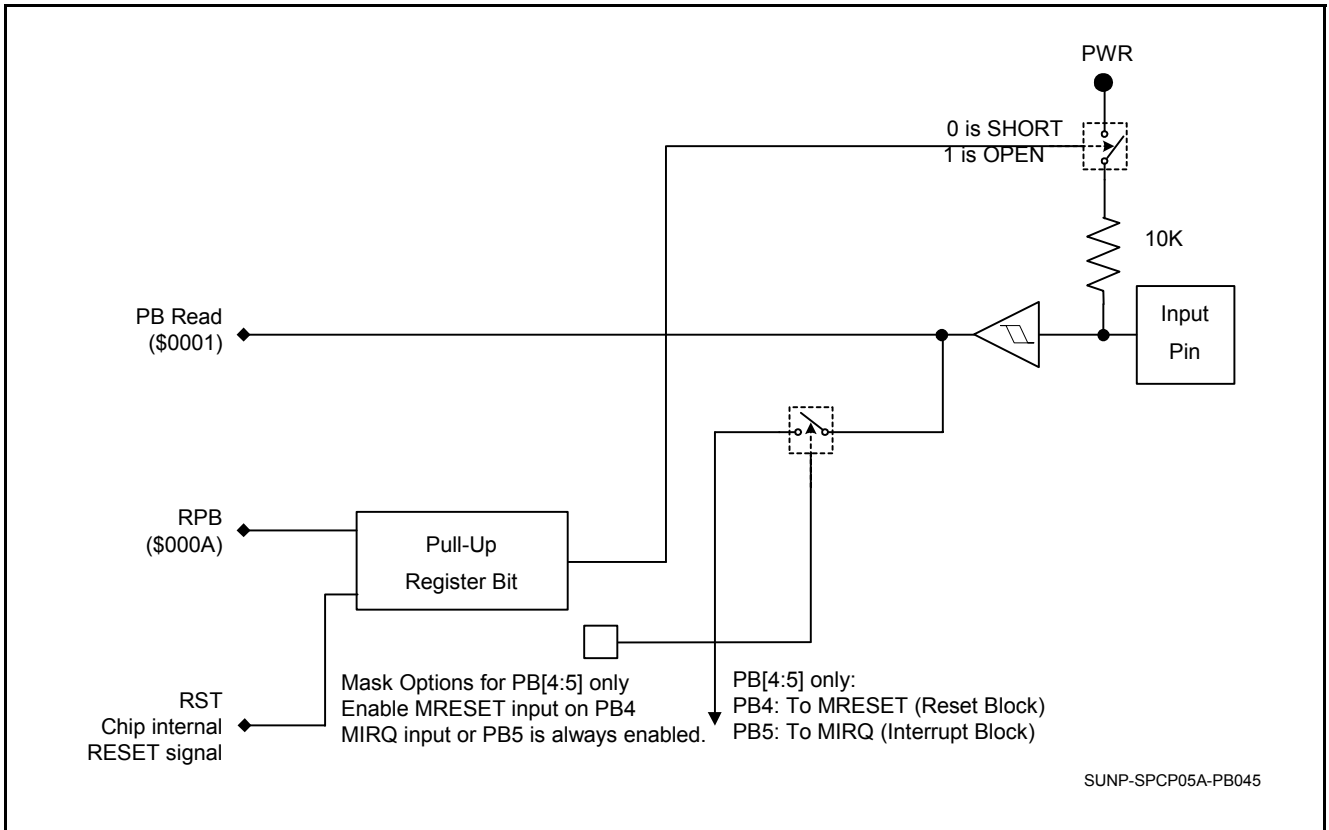 PWR
0 is SHORT
1 is OPEN
10K
PB Read
($0001)
Input
Pin
RPB
($000A)
Pull-Up
Register Bit
RST
Chip internal
RESET signal
Mask Options for PB[4:5] only
Enable MRESET input on PB4
MIRQ input or PB5 is always enabled.
PB[4:5] only:
PB4: To MRESET (Reset Block)
PB5: To MIRQ (Interrupt Block)
SUNP-SPCP05A-PB045